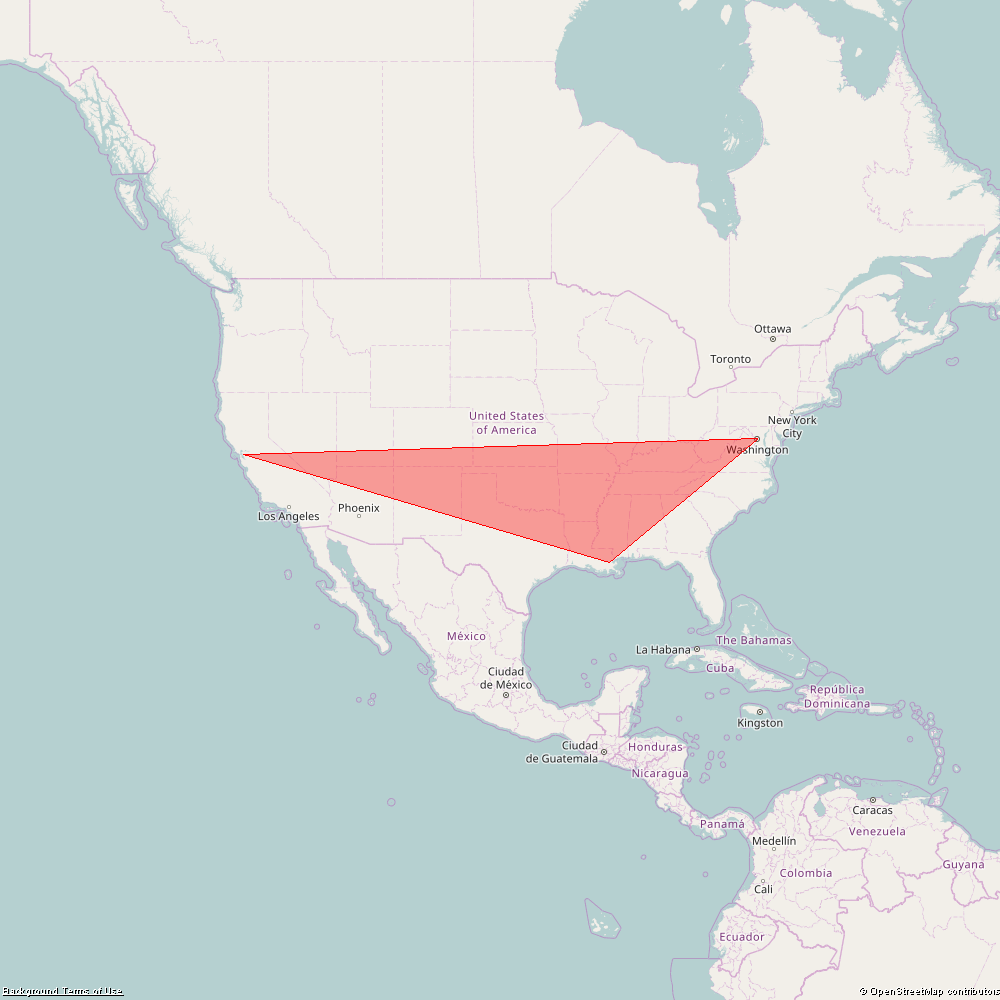 Ottawa
Toronto
New York
City
United States
of America
Washington
Los Angeles
Phoenix
México
The Bahamas
La Habana
Cuba
Ciudad
de México
República
Dominicana
Kingston
Ciudad
de Guatemala
Honduras
Nicaragua
Caracas
Panamá
Venezuela
Medellín
Guyana
Colombia
Cali
Ecuador
Background Terms of Use
© OpenStreetMap contributors